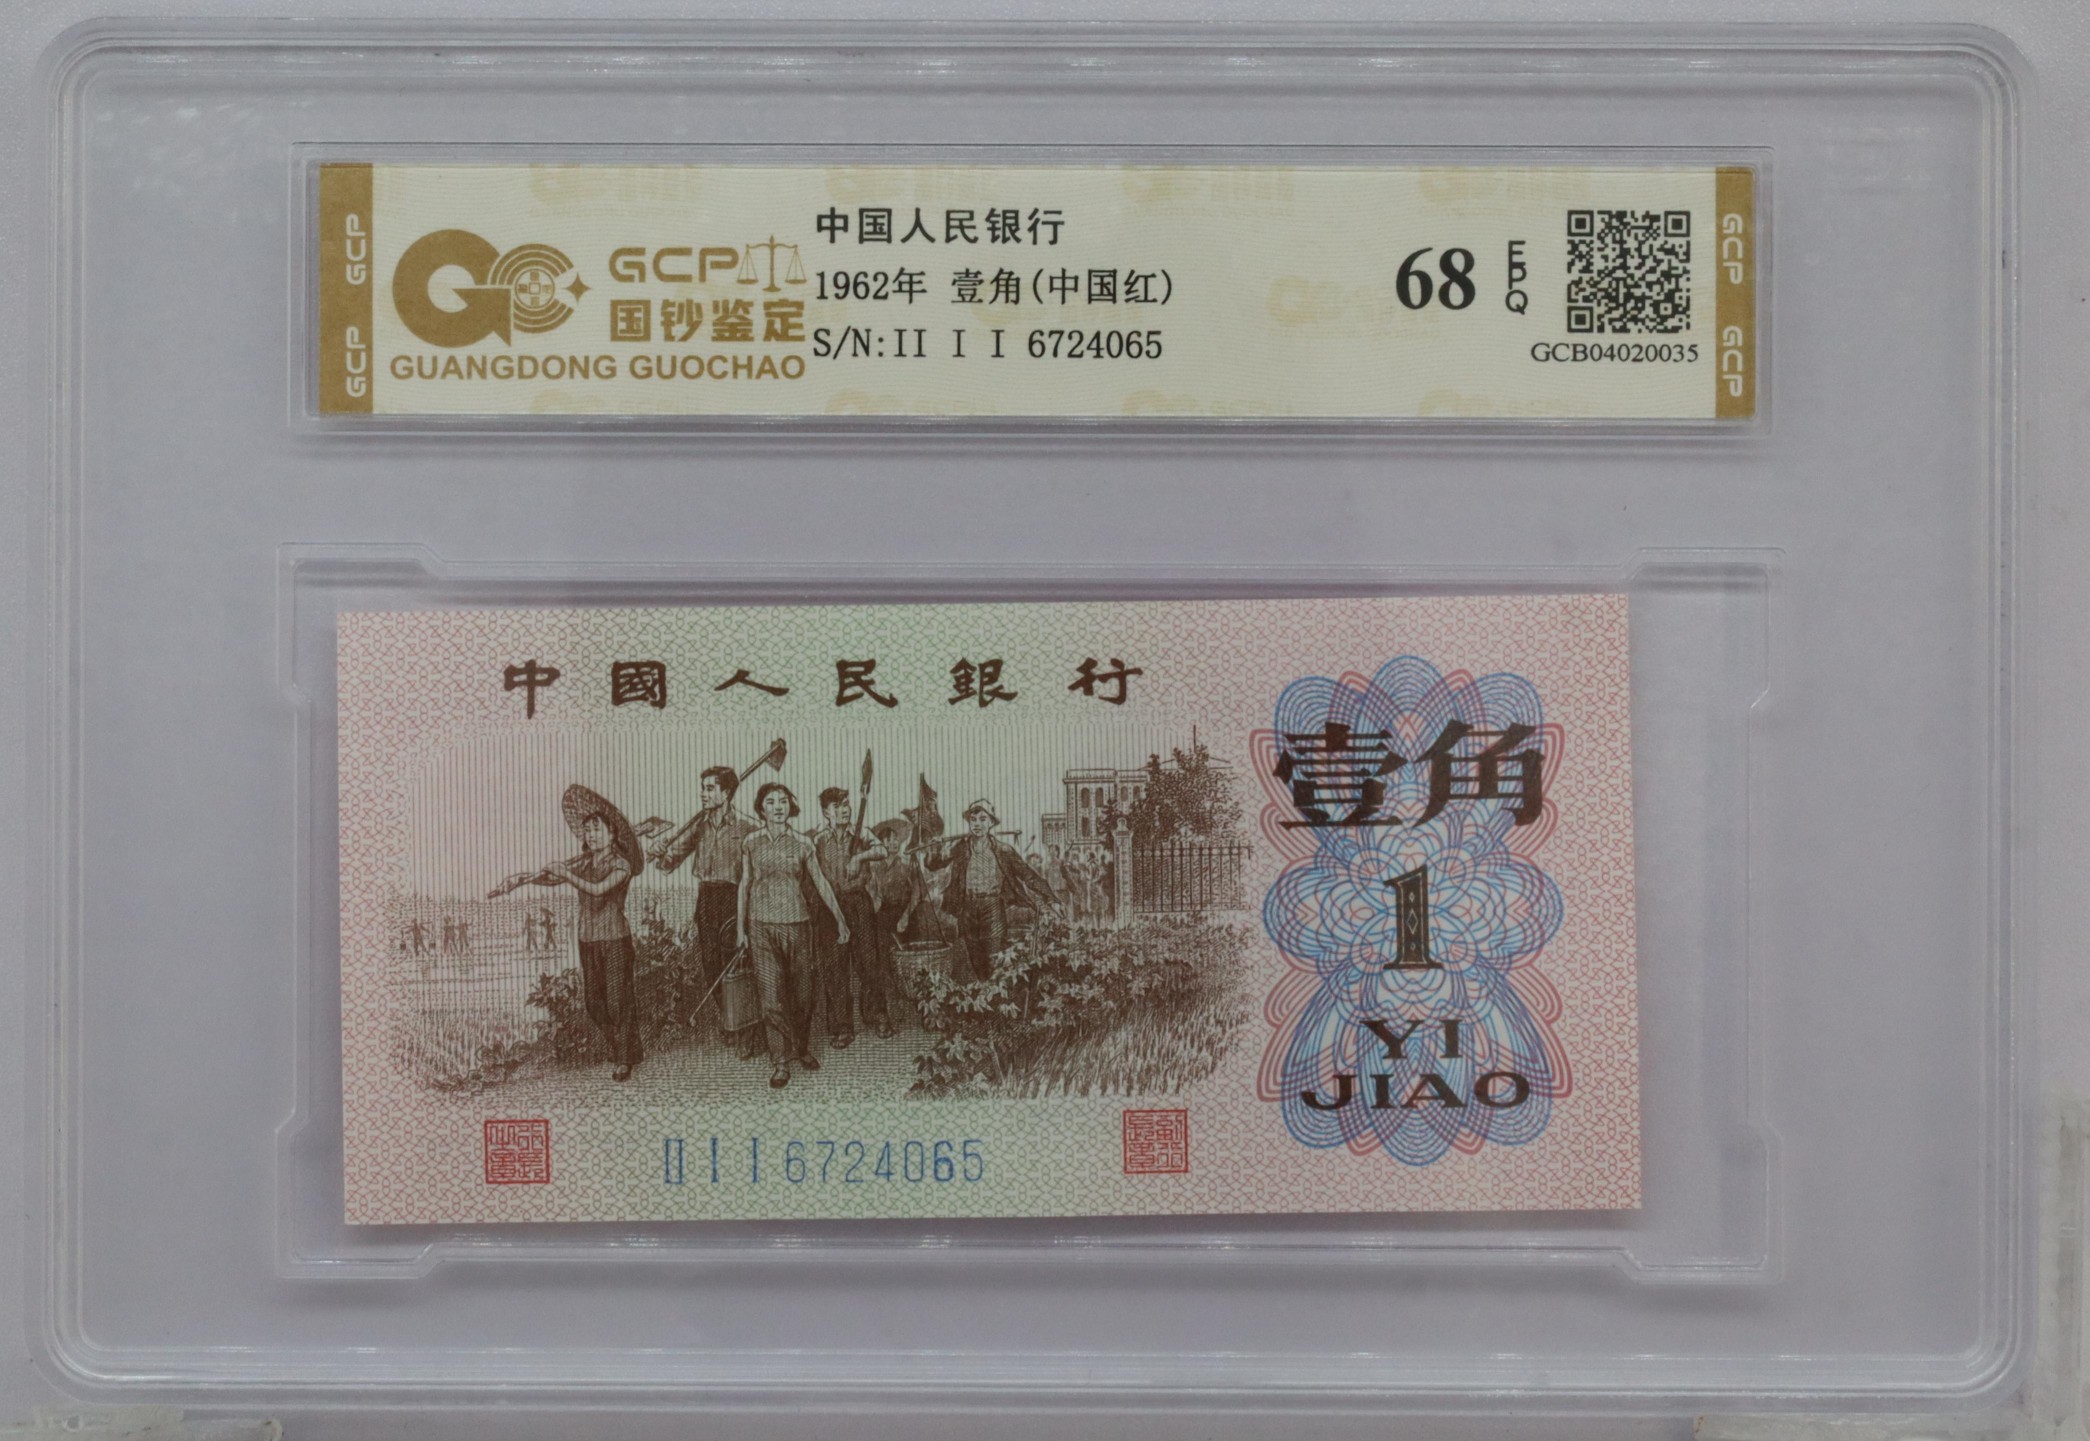 GCP
GCP
GCP
国钞鉴定
GUANGDONG GUOCHAO
中国人民银行
1962年 壹角(中国红)
S/N:II I I 6724065
68
EPQ
GCB04020035
GCP
GCP
中國人民銀行
壹角
1
YI
JIAO
II I I 6724065